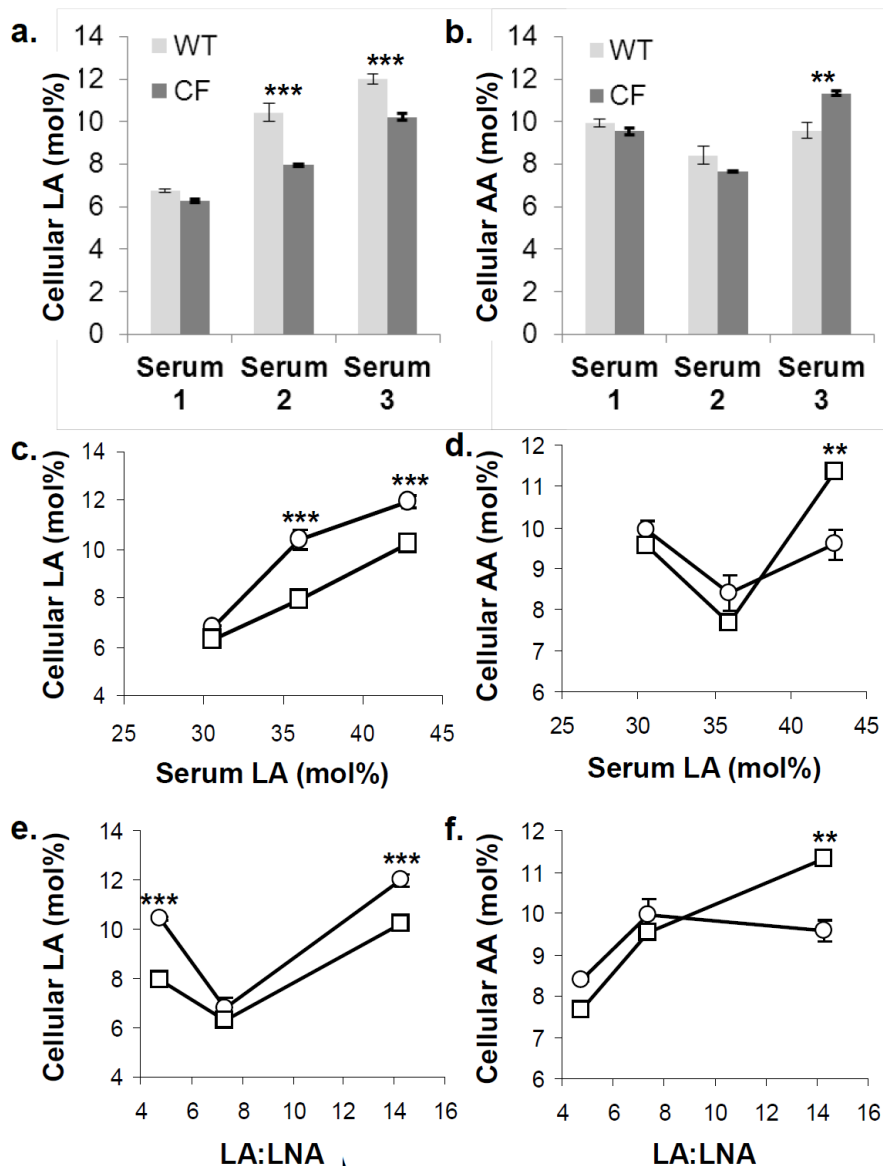 a.
14
12
10
8
6
4
2
0
Cellular LA (mol%)
WT
CF
***
***
Serum Serum Serum
1 2 3
b.
14
12
10
8
6
4
2
0
Cellular AA (mol%)
WT
CF
**
Serum Serum Serum
1 2 3
c.
14
12
10
8
6
4
Cellular LA (mol%)
***
***
25 30 35 40 45
Serum LA (mol%)
d.
12
11
10
9
8
7
6
Cellular AA (mol%)
**
25 30 35 40 45
Serum LA (mol%)
e.
14
12
10
8
6
4
Cellular LA (mol%)
***
***
4 6 8 10 12 14 16
LA:LNA
f.
12
11
10
9
8
7
6
Cellular AA (mol%)
**
4 6 8 10 12 14 16
LA:LNA